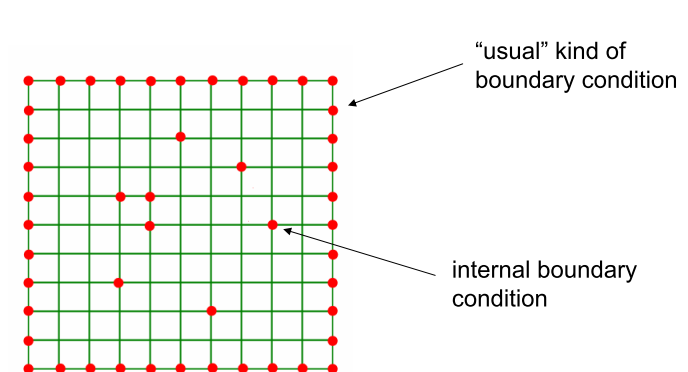 “usual” kind of
boundary condition
internal boundary
condition